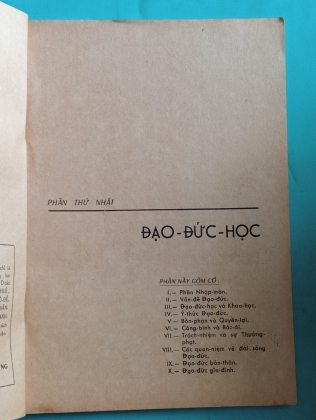 PHẦN THỨ NHẤT
ĐẠO-ĐỨC-HỌC
PHẦN NẦY GỒM CÓ :
I.— Phần Nhập-môn.
II.— Vấn-đề Đạo-đức.
III.— Đạo-đức-học và Khoa-học.
IV.— Ý-thức Đạo-đức.
V.— Bổn-phận và Quyền-lợi.
VI.— Công-bình và Bác-ái.
VII.— Trách-nhiệm và sự Thưởng-
phạt.
VIII.— Các quan-niệm về đời sống
Đạo-đức.
IX.— Đạo-đức bản-thân.
X.— Đạo-đức gia-đình.